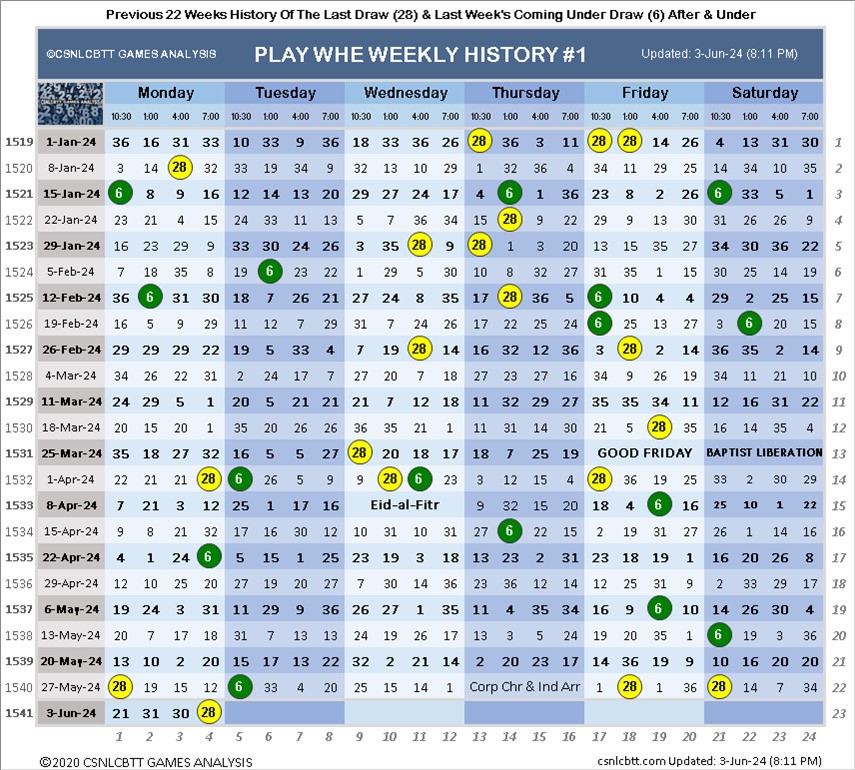 Previous 22 Weeks History Of The Last Draw (28) & Last Week's Coming Under Draw (6) After & Under
©CSNLCBTT GAMES ANALYSIS PLAY WHE WEEKLY HISTORY #1 Updated: 3-Jun-24 (8:11 PM)
CSNLCBTT GAMES ANALYSIS Monday Tuesday Wednesday Thursday Friday Saturday
10:30 1:00 4:00 7:00 10:30 1:00 4:00 7:00 10:30 1:00 4:00 7:00 10:30 1:00 4:00 7:00 10:30 1:00 4:00 7:00 10:30 1:00 4:00 7:00
1519 1-Jan-24 36 16 31 33 10 33 9 36 18 33 36 26 28 36 3 11 28 28 14 26 4 13 31 30 1
1520 8-Jan-24 3 14 28 32 33 19 34 9 32 13 10 29 1 32 36 4 34 11 29 25 14 34 10 35 2
1521 15-Jan-24 6 8 9 16 12 14 13 20 29 27 24 17 4 6 1 36 23 8 2 26 6 33 5 1 3
1522 22-Jan-24 23 21 4 15 24 33 11 13 5 7 36 34 15 28 9 22 29 9 13 30 31 26 26 9 4
1523 29-Jan-24 16 23 29 9 33 30 24 26 3 35 28 9 28 1 3 20 13 15 35 27 34 30 36 22 5
1524 5-Feb-24 7 18 35 8 19 6 23 22 1 29 5 30 10 8 32 27 31 35 1 15 30 25 14 19 6
1525 12-Feb-24 36 6 31 30 18 7 26 21 27 24 8 35 17 28 36 5 6 10 4 4 29 2 25 15 7
1526 19-Feb-24 16 5 9 29 11 12 7 29 31 7 24 26 17 22 25 24 6 25 13 27 3 6 20 15 8
1527 26-Feb-24 29 29 29 22 19 5 33 4 7 19 28 14 16 32 12 36 3 28 2 14 36 35 2 14 9
1528 4-Mar-24 34 26 22 31 2 24 17 7 27 20 7 18 27 23 27 16 34 9 26 19 34 11 21 10 10
1529 11-Mar-24 24 29 5 1 20 5 21 21 21 7 12 18 11 32 29 27 35 35 34 11 12 16 31 22 11
1530 18-Mar-24 20 15 20 1 35 20 26 26 36 35 21 1 11 31 14 30 21 5 28 35 16 14 35 4 12
1531 25-Mar-24 35 18 27 32 16 5 5 27 28 20 18 17 18 7 25 19 GOOD FRIDAY BAPTIST LIBERATION 13
1532 1-Apr-24 22 21 21 28 6 26 5 9 9 28 6 23 3 12 15 4 28 36 19 25 33 2 30 29 14
1533 8-Apr-24 7 21 3 12 25 1 17 16 Eid-al-Fitr 9 32 15 20 18 4 6 16 25 10 1 22 15
1534 15-Apr-24 9 8 21 32 17 16 30 12 10 31 10 31 27 6 22 15 2 19 31 27 26 1 14 16 16
1535 22-Apr-24 4 1 24 6 5 15 1 25 23 19 3 18 13 23 2 31 23 18 19 1 16 20 26 8 17
1536 29-Apr-24 12 10 25 20 27 19 20 27 7 30 14 36 23 36 12 14 12 25 31 9 2 33 29 17 18
1537 6-May-24 19 24 3 31 11 29 9 36 26 27 1 35 11 4 35 34 16 9 6 10 14 26 30 4 19
1538 13-May-24 20 7 17 18 31 7 13 13 24 19 26 17 13 3 5 24 19 20 35 1 6 19 3 36 20
1539 20-May-24 13 10 2 20 15 17 13 22 32 2 21 14 2 20 23 17 14 36 19 9 10 16 20 20 21
1540 27-May-24 28 19 15 12 6 33 4 20 25 15 14 1 Corp Chr & Ind Arr 1 28 1 36 28 14 7 34 22
1541 3-Jun-24 21 31 30 28 23
1 2 3 4 5 6 7 8 9 10 11 12 13 14 15 16 17 18 19 20 21 22 23 24
©2020 CSNLCBTT GAMES ANALYSIS csnlcbtt.com Updated: 3-Jun-24 (8:11 PM)